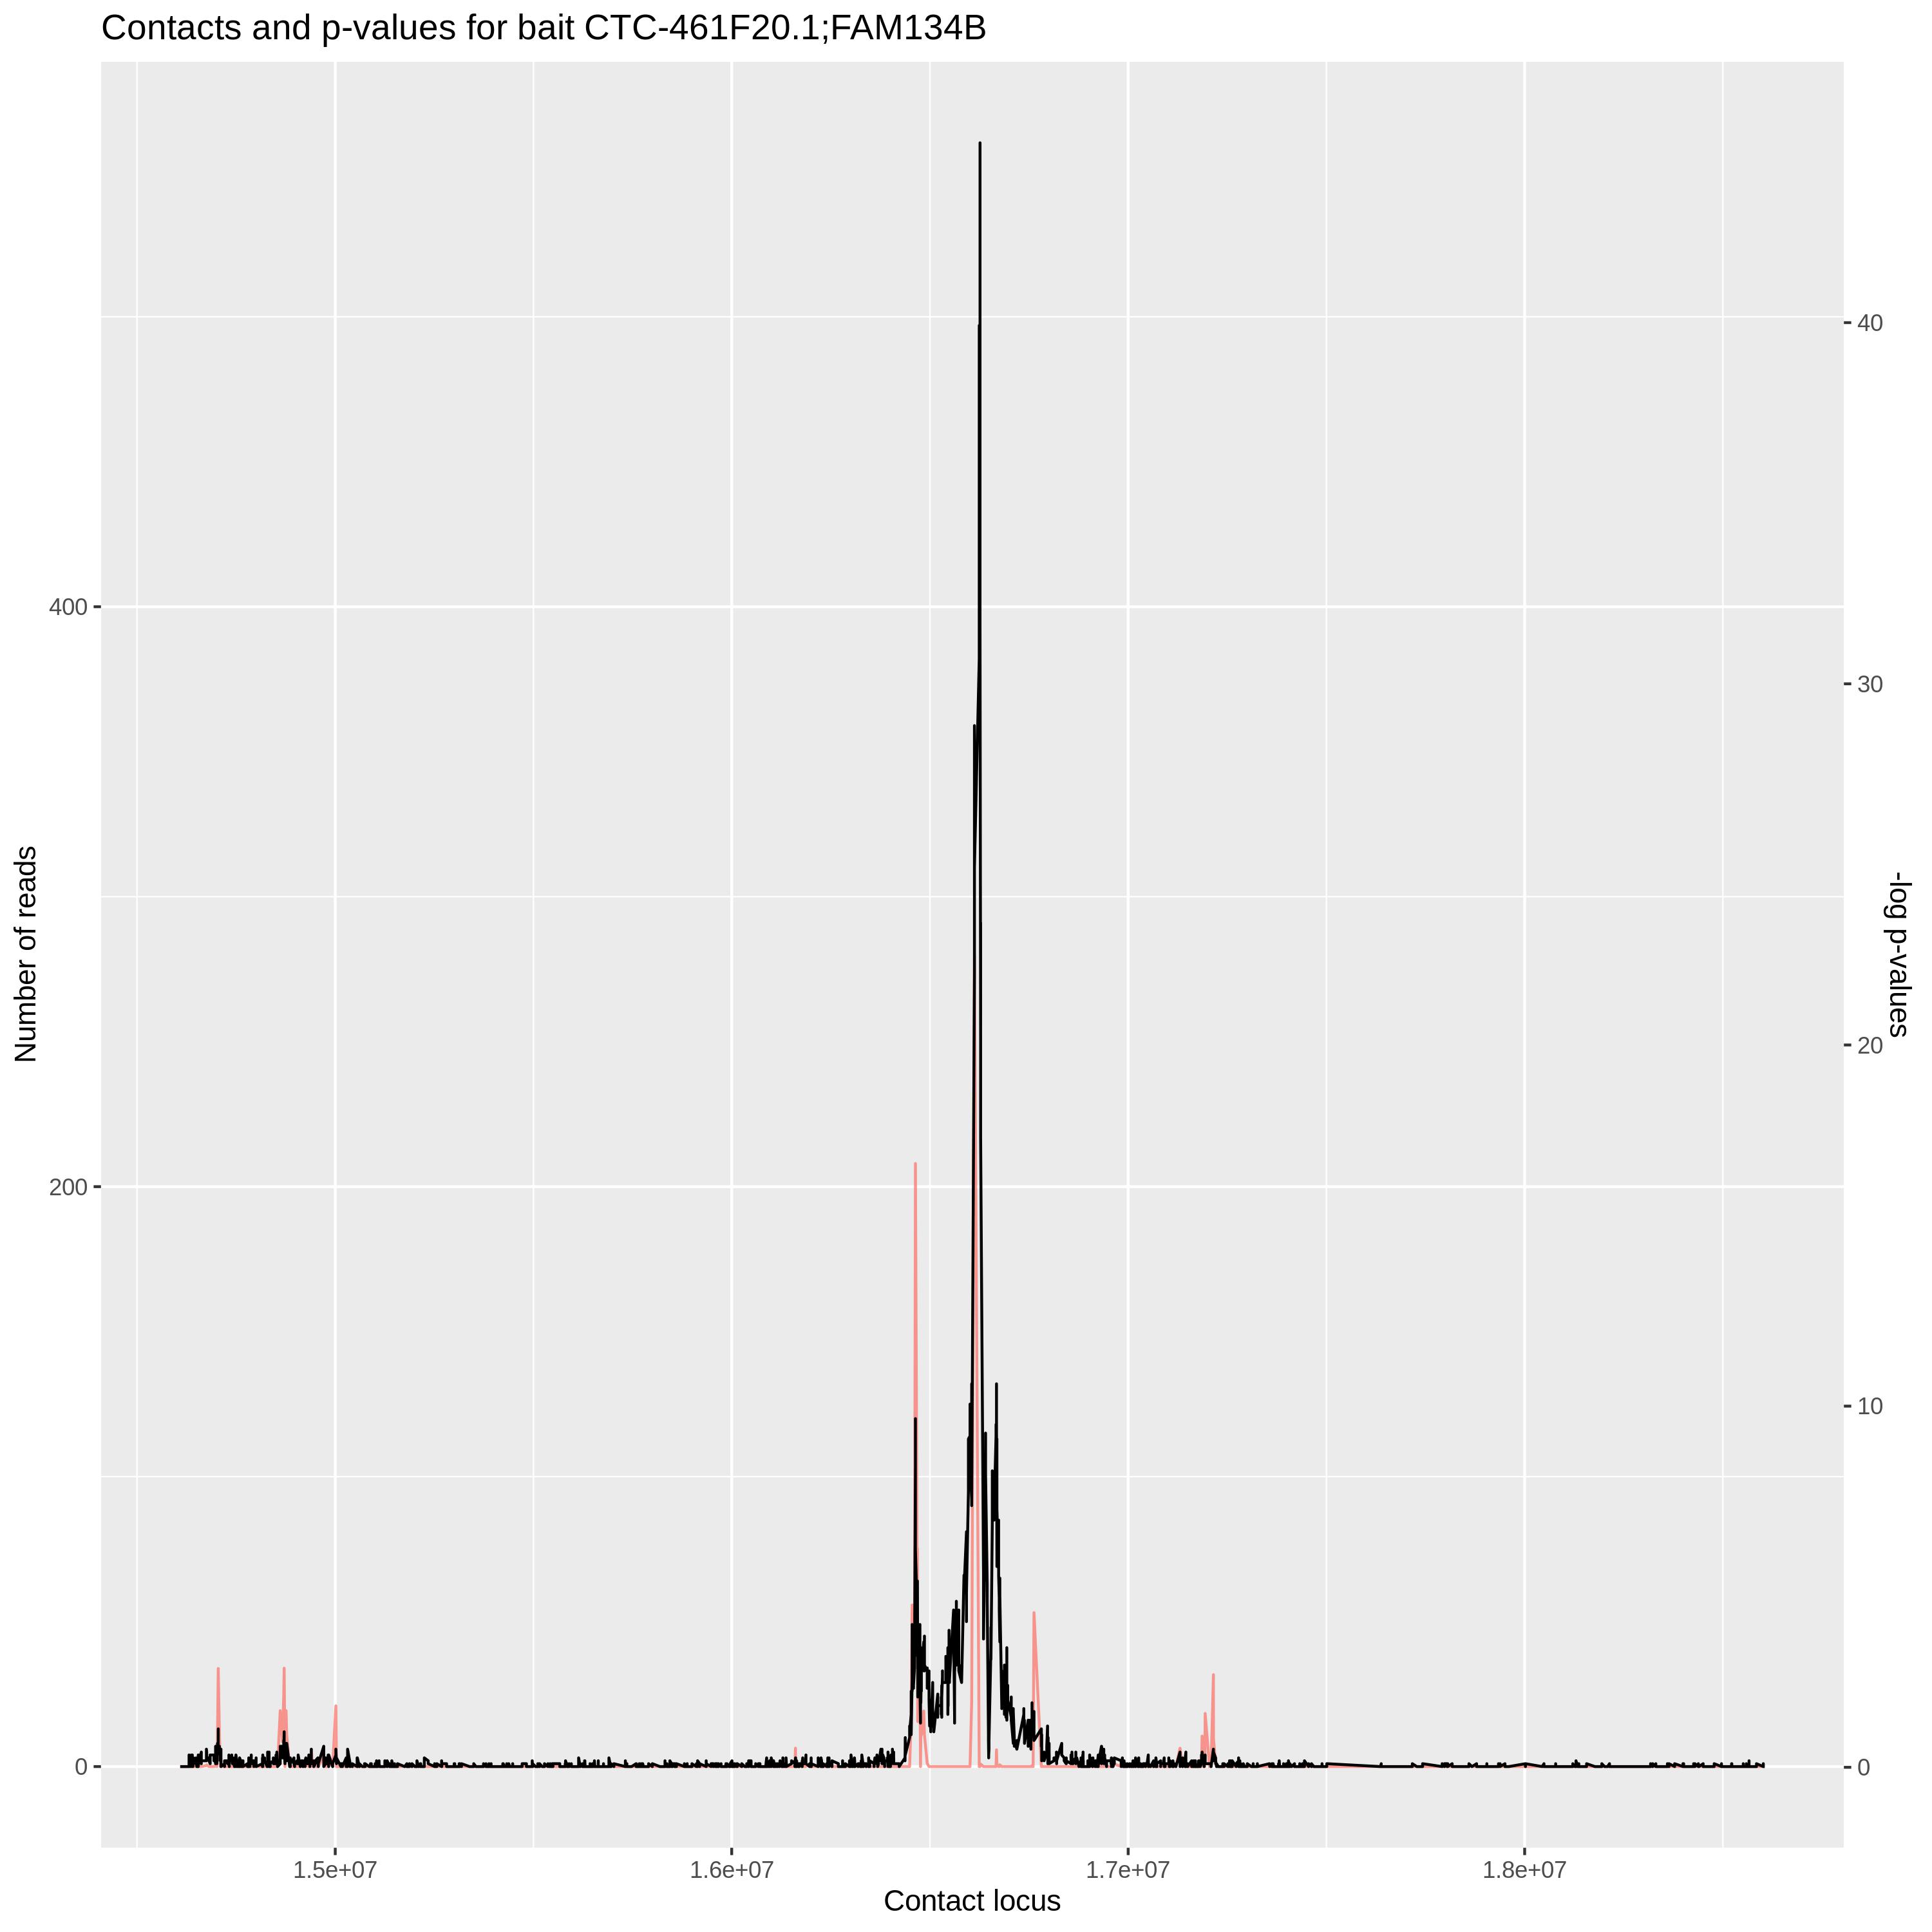 Contacts and p-values for bait CTC-461F20.1;FAM134B
Number of reads
400
200
0
40
30
20
10
0
-log p-values
1.5e+07
1.6e+07
1.7e+07
1.8e+07
Contact locus